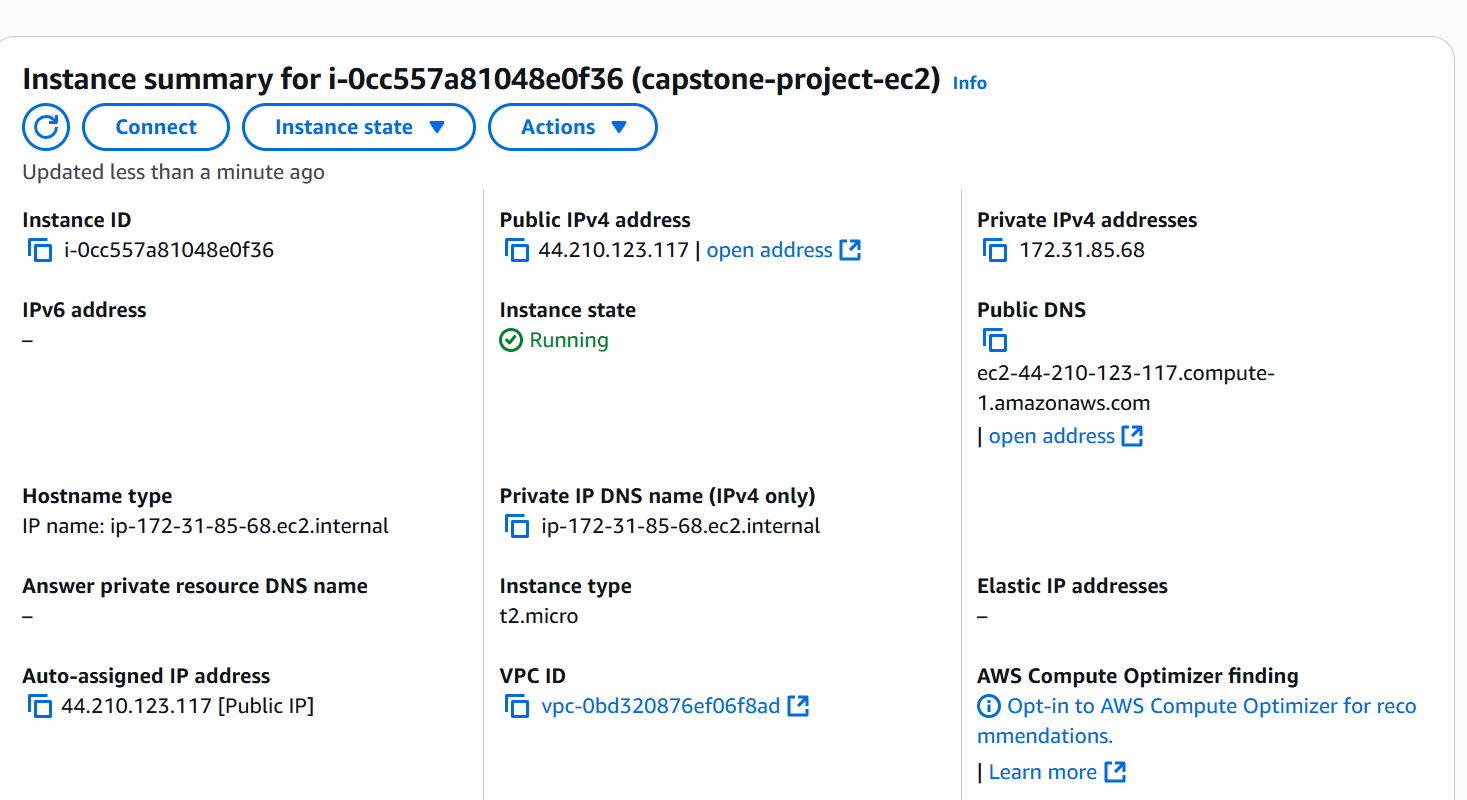 Instance summary for i-0cc557a81048e0f36 (capstone-project-ec2) Info
Connect Instance state Actions
Updated less than a minute ago
Instance ID
i-0cc557a81048e0f36
Public IPv4 address
44.210.123.117 | open address
Private IPv4 addresses
172.31.85.68
IPv6 address
–
Instance state
Running
Public DNS
ec2-44-210-123-117.compute-
1.amazonaws.com
| open address
Hostname type
IP name: ip-172-31-85-68.ec2.internal
Private IP DNS name (IPv4 only)
ip-172-31-85-68.ec2.internal
Answer private resource DNS name
–
Instance type
t2.micro
Elastic IP addresses
–
Auto-assigned IP address
44.210.123.117 [Public IP]
VPC ID
vpc-0bd320876ef06f8ad
AWS Compute Optimizer finding
Opt-in to AWS Compute Optimizer for reco
mmendations.
| Learn more